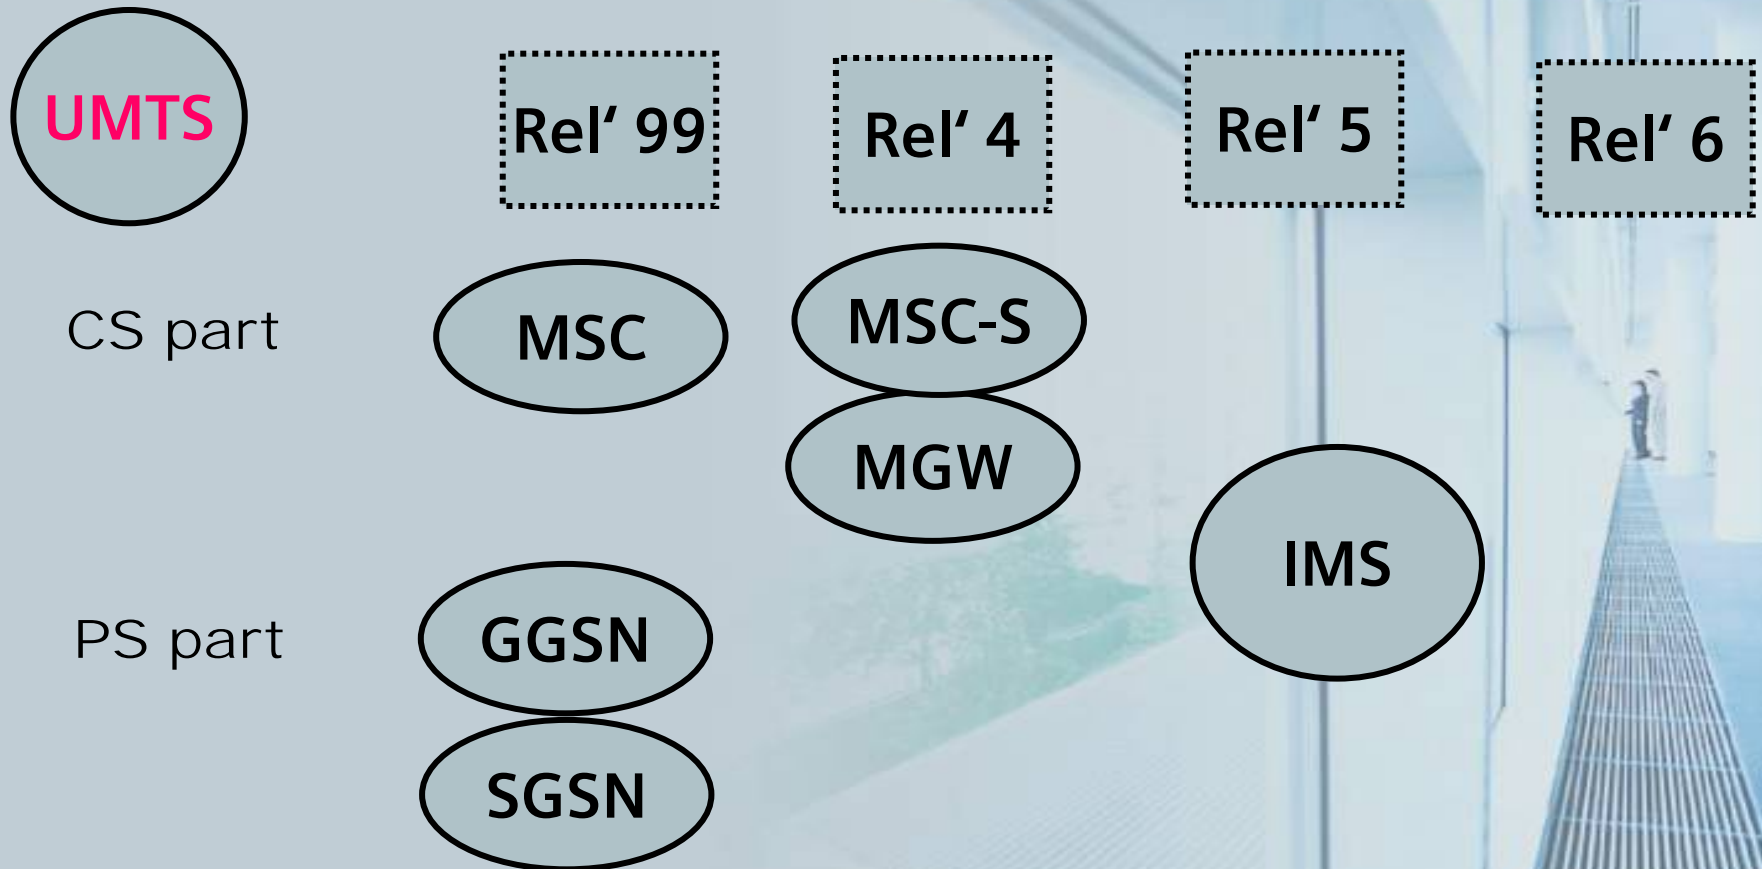 UMTS
Rel‘ 99
Rel‘ 4
Rel‘ 5
Rel‘ 6
CS part
MSC
MSC-S
MGW
IMS
PS part
GGSN
SGSN